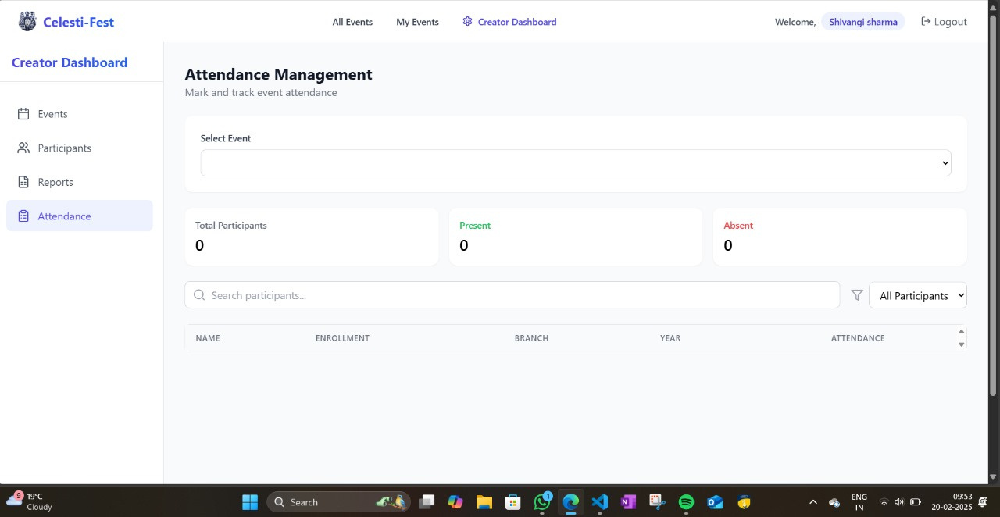 Celesti-Fest
All Events
My Events
Creator Dashboard
Welcome, Shivangi sharma
Logout
Creator Dashboard
Events
Participants
Reports
Attendance
Attendance Management
Mark and track event attendance
Select Event
Total Participants
0
Present
0
Absent
0
Search participants...
All Participants
NAME ENROLLMENT BRANCH YEAR ATTENDANCE
9
19°C
Cloudy
Search
1
ENG
IN
09:53
20-02-2025